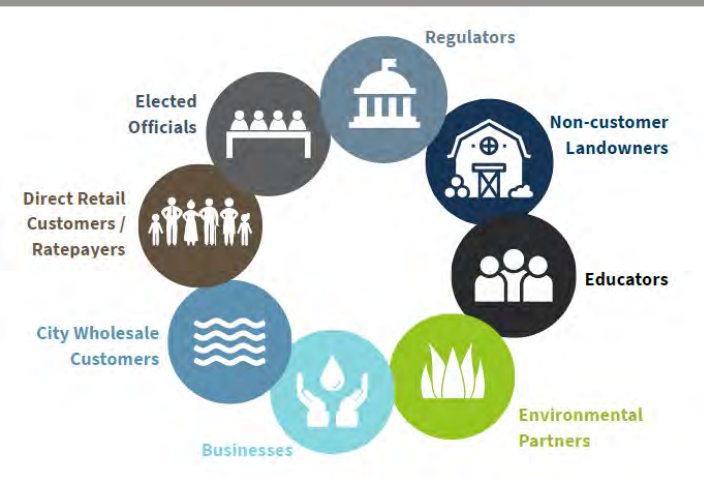 Regulators
Elected
Officials
Non-customer
Landowners
Direct Retail
Customers /
Ratepayers
Educators
City Wholesale
Customers
Environmental
Partners
Businesses